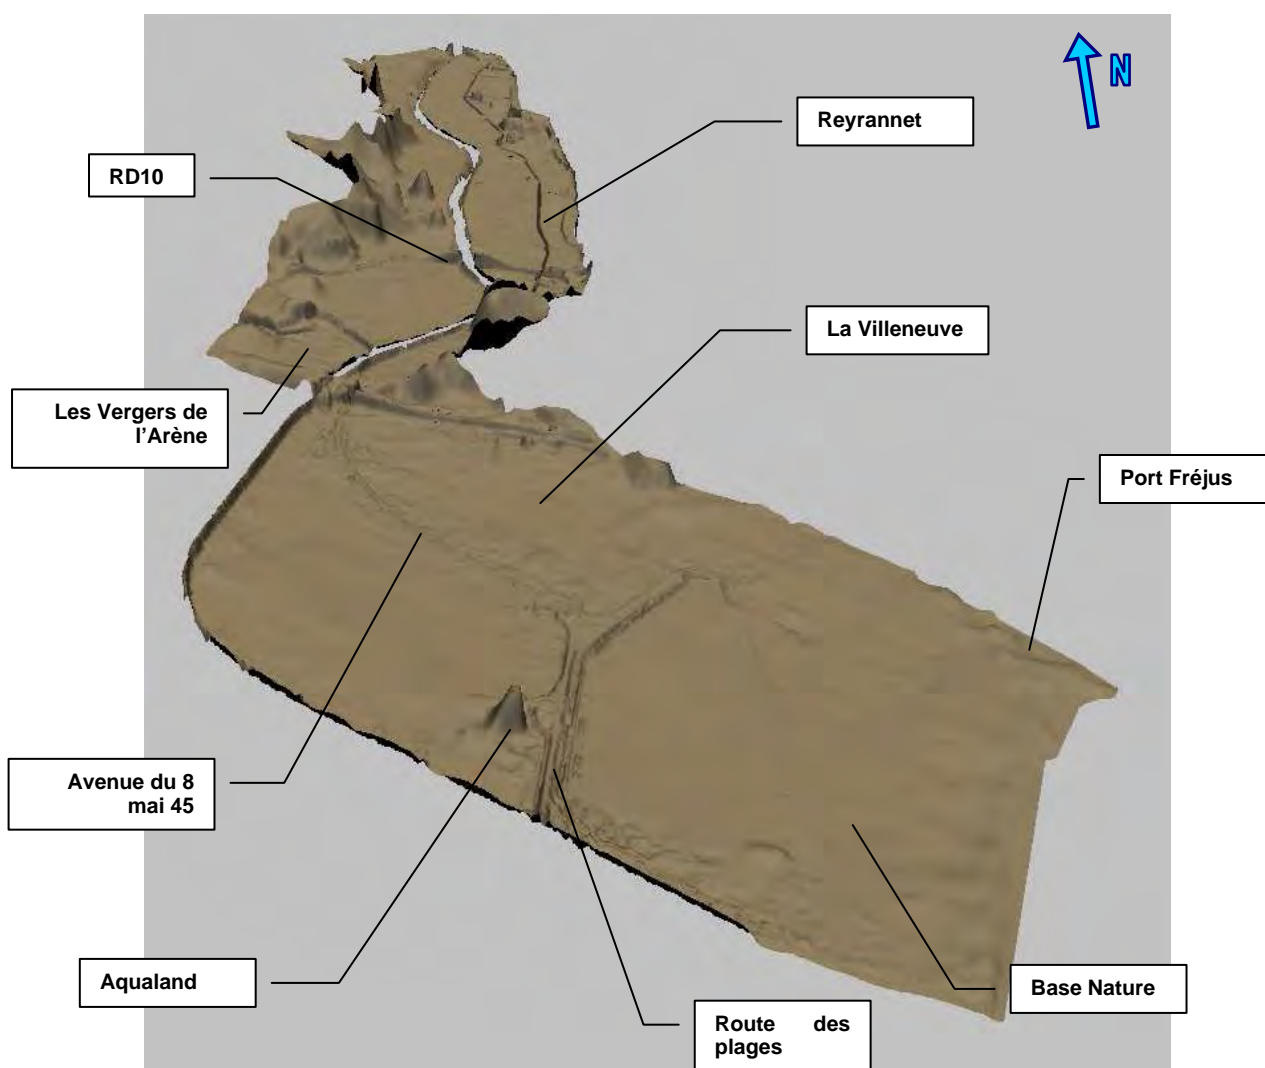 N
Reyrannet
RD10
La Villeneuve
Les Vergers de
l'Arène
Port Fréjus
Avenue du 8
mai 45
Aqualand
Base Nature
Route des
plages